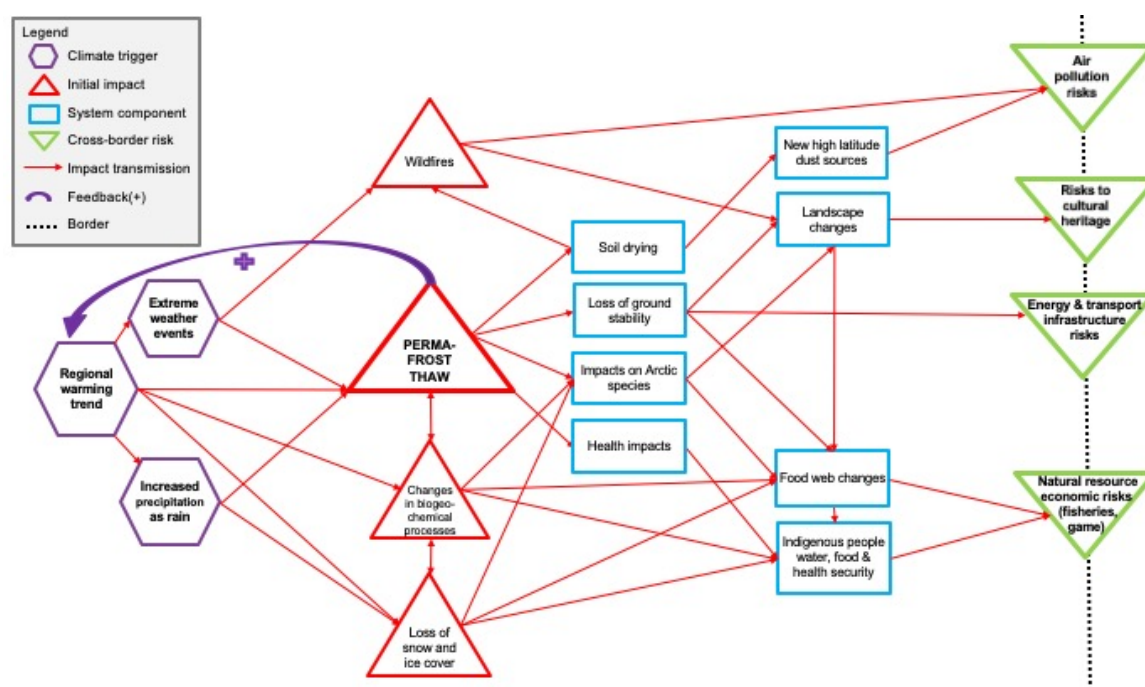 Legend
Climate trigger
Initial impact
System component
Cross-border risk
Impact transmission
Feedback(+)
Border
Regional
warming
trend
Extreme
weather
events
Increased
precipitation
as rain
Wildfires
PERMA-
FROST
THAW
Changes
in biogeo-
chemical
processes
Loss of
snow and
ice cover
Soil drying
Loss of ground
stability
Impacts on Arctic
species
Health impacts
New high latitude
dust sources
Landscape
changes
Food web changes
Indigenous people
water, food &
health security
Air
pollution
risks
Risks to
cultural
heritage
Energy & transport
infrastructure
risks
Natural resource
economic risks
(fisheries,
game)